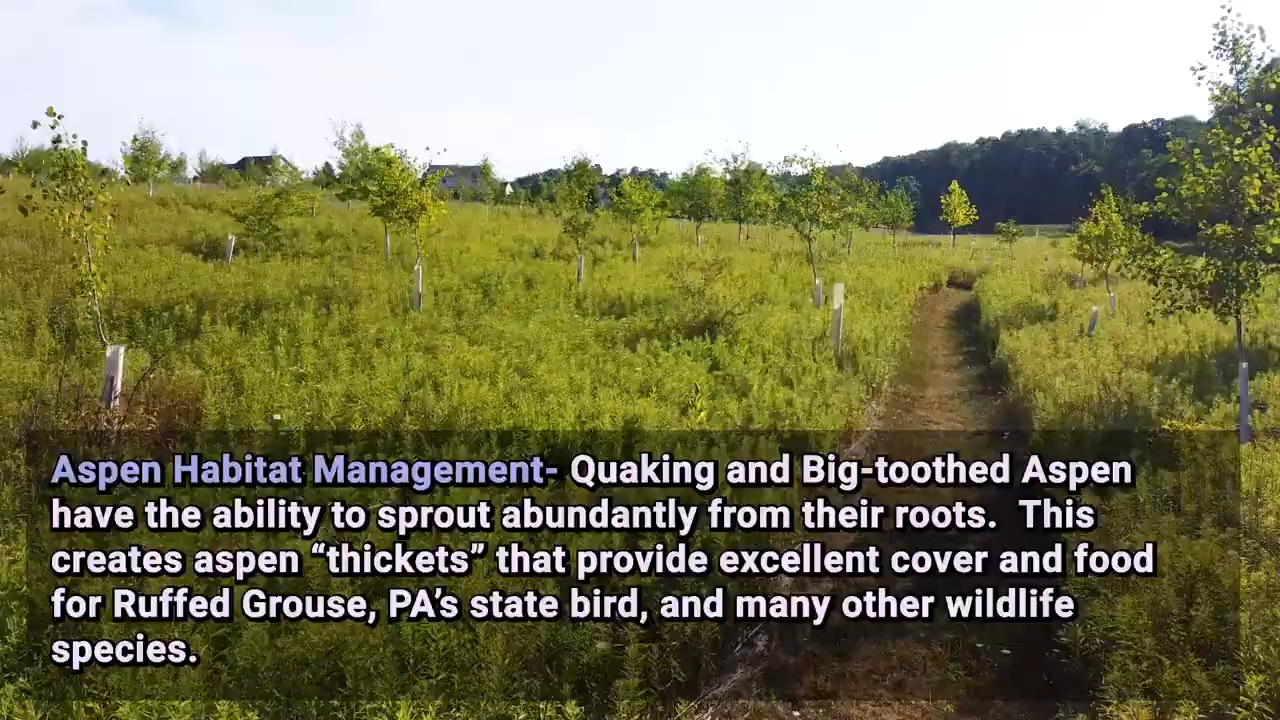 Aspen Habitat Management- Quaking and Big-toothed Aspen
have the ability to sprout abundantly from their roots.  This
creates aspen “thickets” that provide excellent cover and food
for Ruffed Grouse, PA’s state bird, and many other wildlife
species.